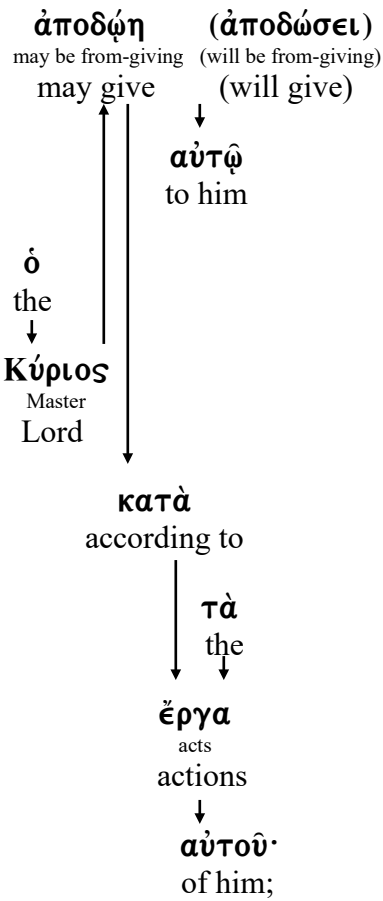 ἀποδῴη (ἀποδώσει)
may be from-giving (will be from-giving)
may give (will give)
αὐτῷ
to him
ὁ
the
Κύριος
Master
Lord
κατὰ
according to
τὰ
the
ἔργα
acts
actions
αὐτοῦ·
of him;